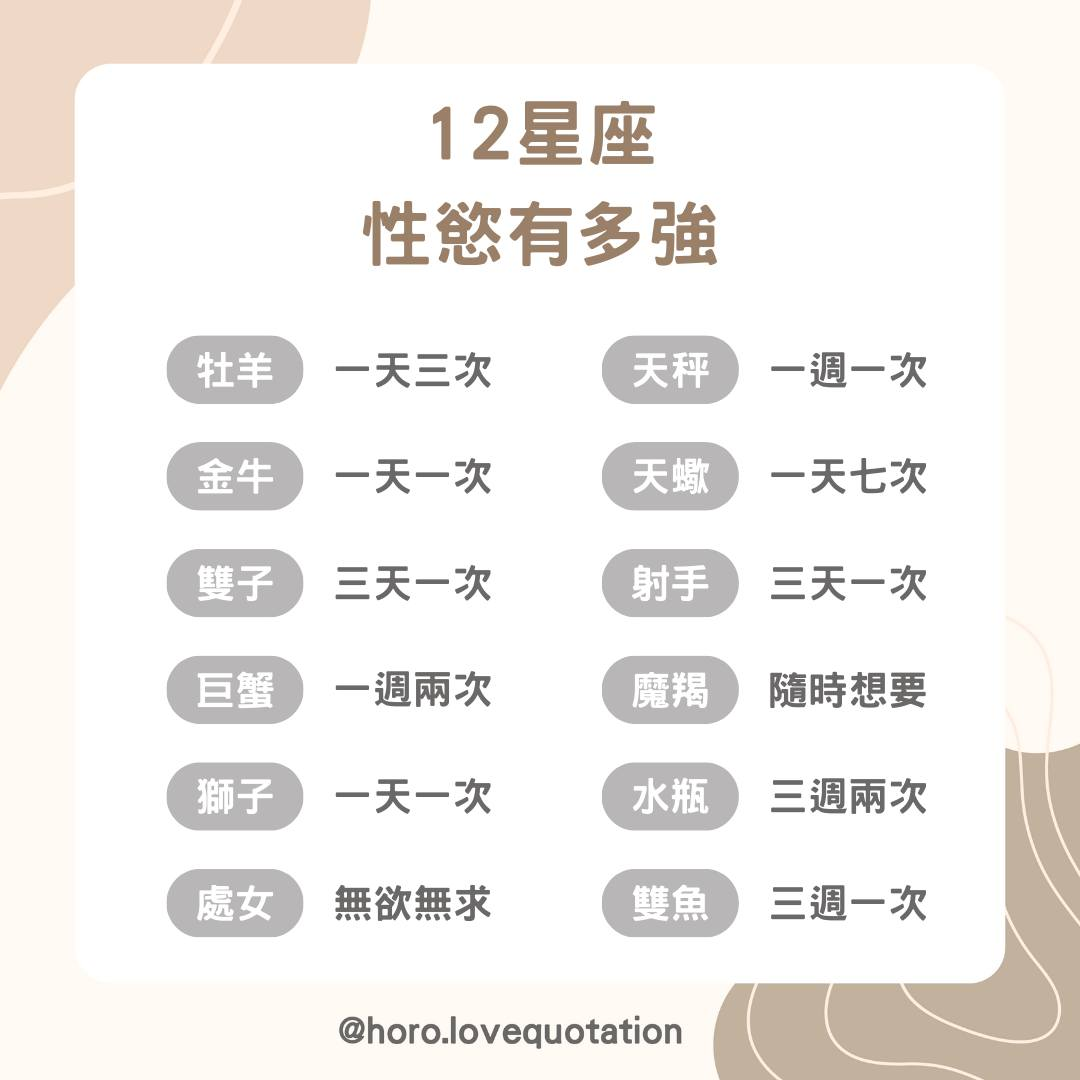 12星座
性慾有多強
牡羊 一天三次
金牛 一天一次
雙子 三天一次
巨蟹 一週兩次
獅子 一天一次
處女 無欲無求
天秤 一週一次
天蠍 一天七次
射手 三天一次
魔羯 隨時想要
水瓶 三週兩次
雙魚 三週一次
@horo.lovequotation